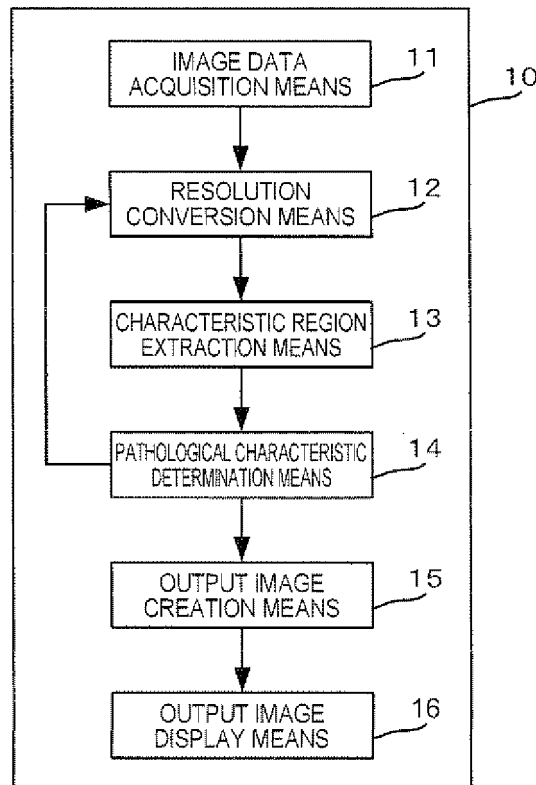 IMAGE DATA
ACQUISITION MEANS
11
10
RESOLUTION
CONVERSION MEANS
12
CHARACTERISTIC REGION
EXTRACTION MEANS
13
PATHOLOGICAL CHARACTERISTIC
DETERMINATION MEANS
14
OUTPUT IMAGE
CREATION MEANS
15
OUTPUT IMAGE
DISPLAY MEANS
16